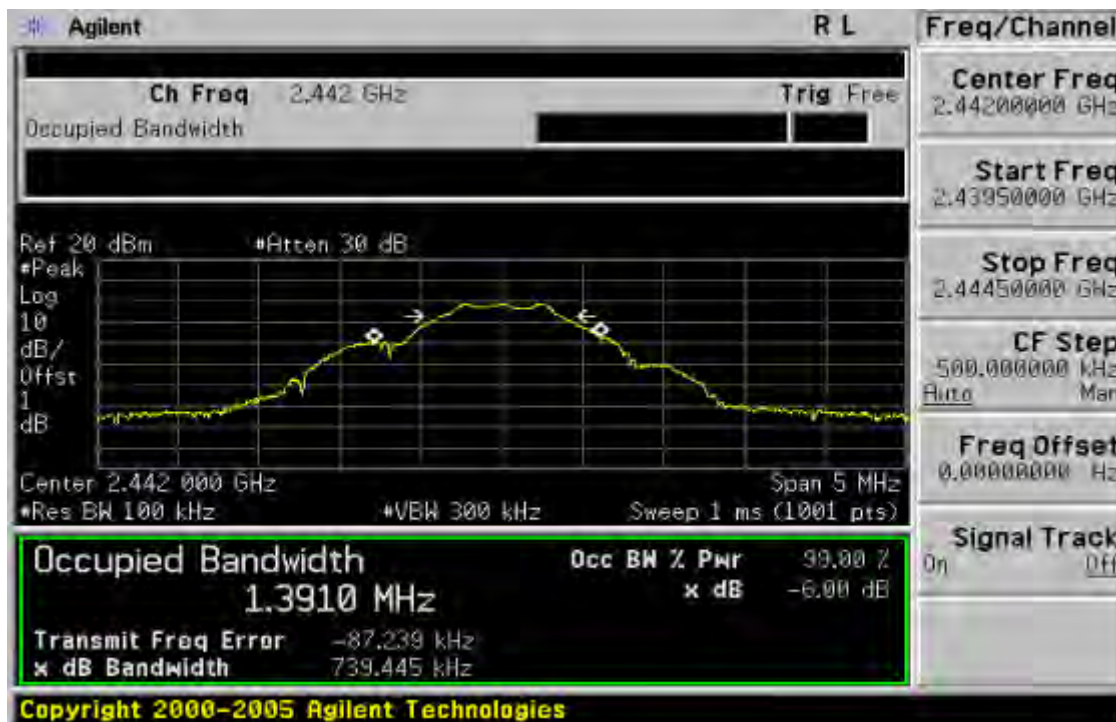 Agilent R L
Freq/Channel
Ch Freq 2.442 GHz Trig Free
Occupied Bandwidth
Center Freq
2.44200000 GHz
Start Freq
2.43950000 GHz
Stop Freq
2.44450000 GHz
CF Step
500.000000 kHz
Auto Man
Freq Offset
0.00000000 Hz
Signal Track
On Off
Ref 20 dBm #Atten 30 dB
#Peak
Log
10
dB/
Offst
1
dB
Center 2.442 000 GHz Span 5 MHz
#Res BW 100 kHz #VBW 300 kHz Sweep 1 ms (1001 pts)
Occupied Bandwidth
1.3910 MHz
Occ BW % Pwr 99.00 %
x dB -6.00 dB
Transmit Freq Error -87.239 kHz
x dB Bandwidth 739.445 kHz
Copyright 2000-2005 Agilent Technologies